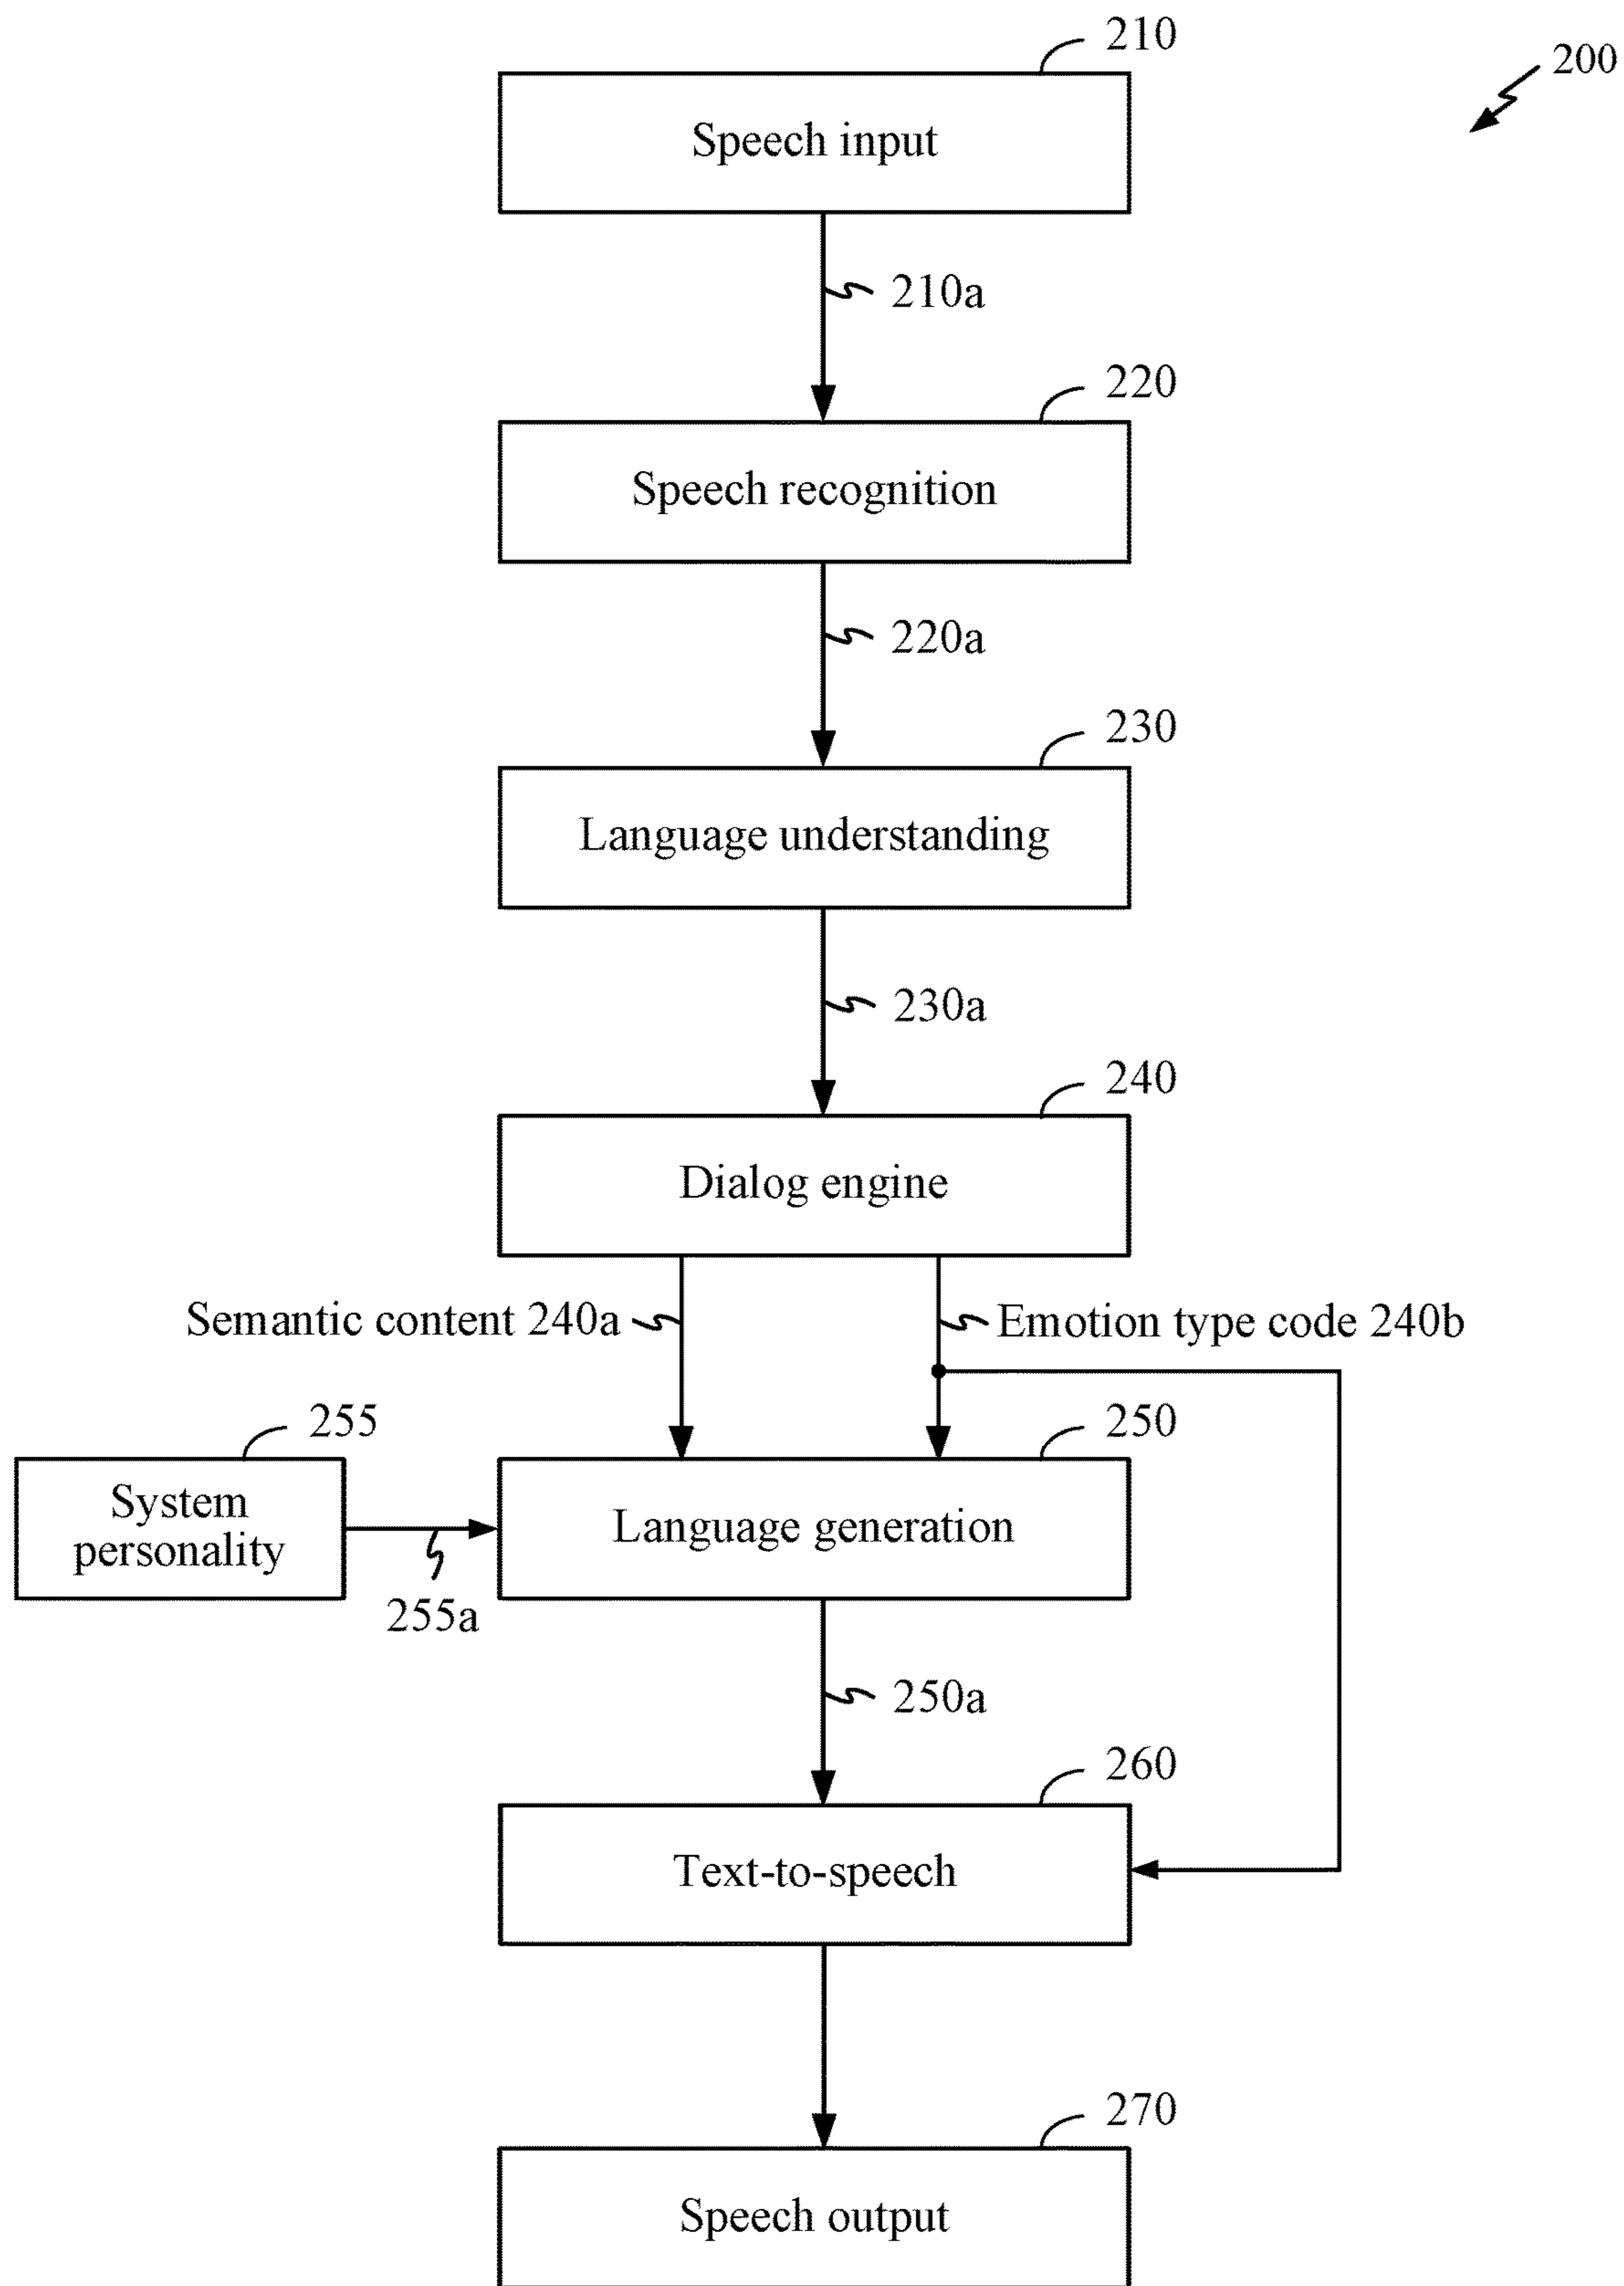 210
200
Speech input
210a
220
Speech recognition
220a
230
Language understanding
230a
240
Dialog engine
Semantic content 240a
Emotion type code 240b
255
250
System
personality
Language generation
255a
250a
260
Text-to-speech
270
Speech output